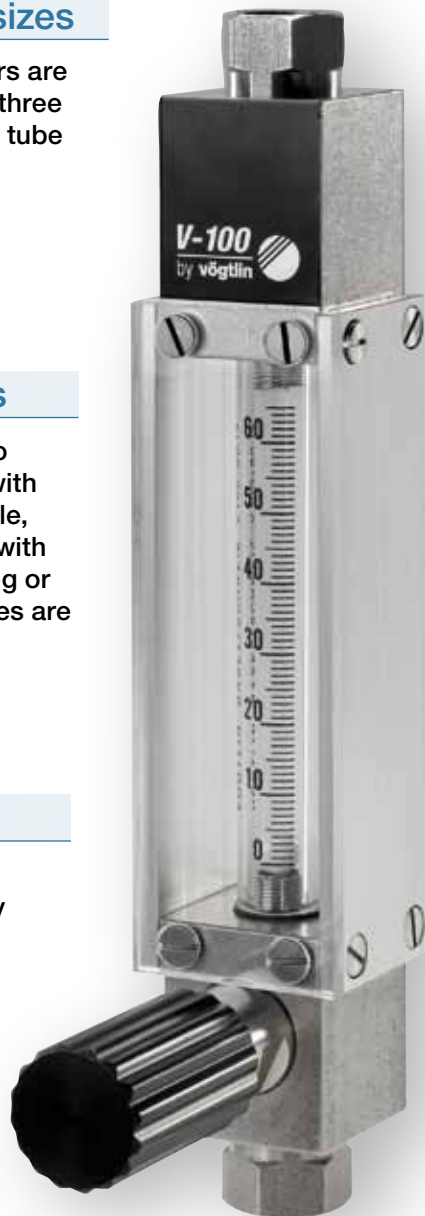 sizes
rs are
three
tube
V-100
by vögtlin
s
o
with
le,
with
g or
es are
y
60
50
40
30
20
10
0